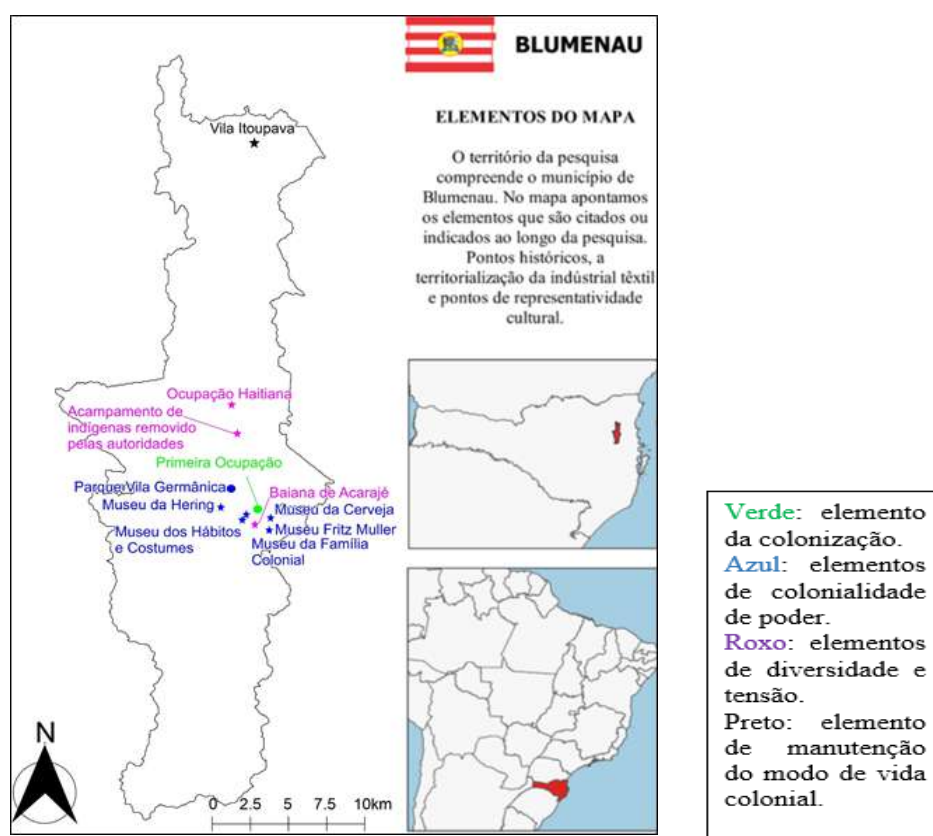 BLUMENAU
ELEMENTOS DO MAPA
O território da pesquisa
compreende o município de
Blumenau. No mapa apontamos
os elementos que são citados ou
indicados ao longo da pesquisa.
Pontos históricos, a
territorialização da indústrial têxtil
e pontos de representatividade
cultural.
Vila Itoupava
Ocupação Haitiana
Acampamento de
indígenas removido
pelas autoridades
Primeira Ocupação
Parque Vila Germânica
Baiana de Acarajé
Museu da Hering
Museu da Cerveja
Museu dos Hábitos
e Costumes
Museu Fritz Muller
Museu da Família
Colonial
N
0 2.5 5 7.5 10km
Verde: elemento
da colonização.
Azul: elementos
de colonialidade
de poder.
Roxo: elementos
de diversidade e
tensão.
Preto: elemento
de manutenção
do modo de vida
colonial.